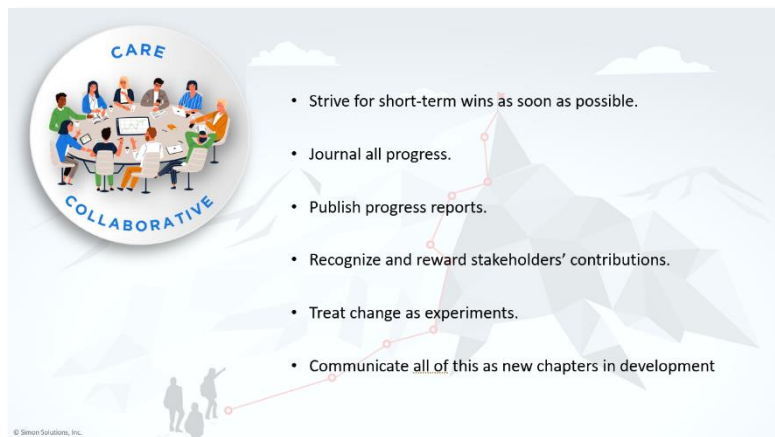 CARE
COLLABORATIVE
• Strive for short-term wins as soon as possible.
• Journal all progress.
• Publish progress reports.
• Recognize and reward stakeholders’ contributions.
• Treat change as experiments.
• Communicate all of this as new chapters in development
© Simon Solutions, Inc.